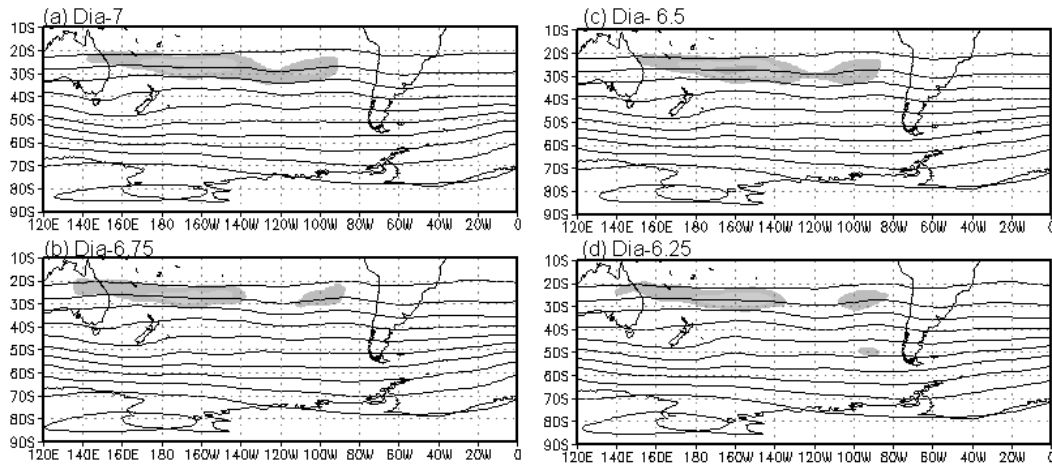 (a) Dia-7
10S
20S
30S
40S
50S
60S
70S
80S
90S
120E 140E 160E 180 160W 140W 120W 100W 80W 60W 40W 20W 0
(b) Dia-6,75
10S
20S
30S
40S
50S
60S
70S
80S
90S
120E 140E 160E 180 160W 140W 120W 100W 80W 60W 40W 20W 0
(c) Dia- 6.5
10S
20S
30S
40S
50S
60S
70S
80S
90S
120E 140E 160E 180 160W 140W 120W 100W 80W 60W 40W 20W 0
(d) Dia-6.25
10S
20S
30S
40S
50S
60S
70S
80S
90S
120E 140E 160E 180 160W 140W 120W 100W 80W 60W 40W 20W 0